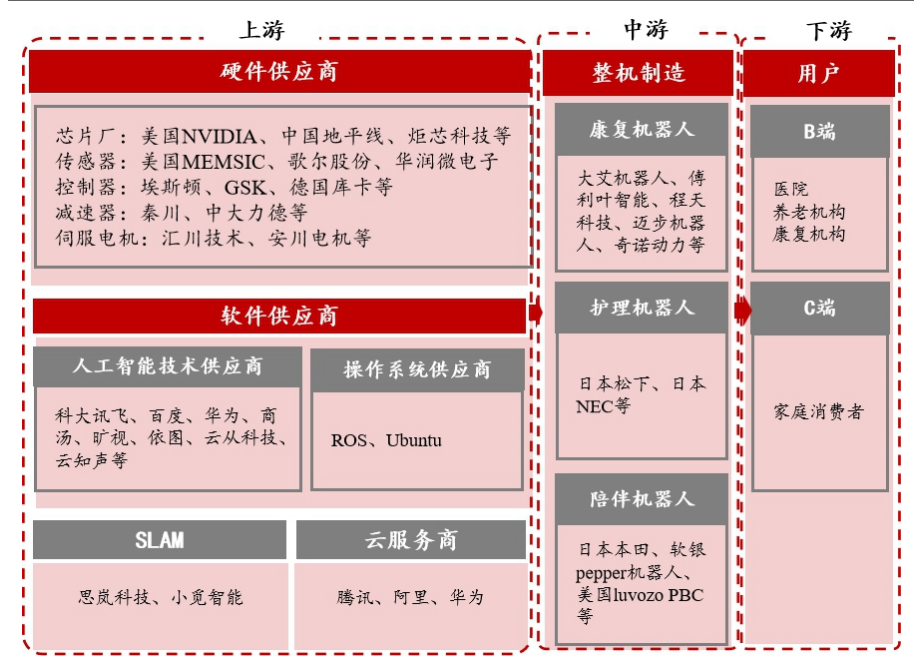 上游
中游
下游
硬件供应商
芯片厂：美国NVIDIA、中国地平线、炬芯科技等
传感器：美国MEMSIC、歌尔股份、华润微电子
控制器：埃斯顿、GSK、德国库卡等
减速器：秦川、中大力德等
伺服电机：汇川技术、安川电机等
软件供应商
人工智能技术供应商
科大讯飞、百度、华为、商
汤、旷视、依图、云从科技、
云知声等
操作系统供应商
ROS、Ubuntu
SLAM
思岚科技、小觅智能
云服务商
腾讯、阿里、华为
整机制造
康复机器人
大艾机器人、傅
利叶智能、程天
科技、迈步机器
人、奇诺动力等
护理机器人
日本松下、日本
NEC等
陪伴机器人
日本本田、软银
pepper机器人、
美国luvozo PBC
等
用户
B端
医院
养老机构
康复机构
C端
家庭消费者